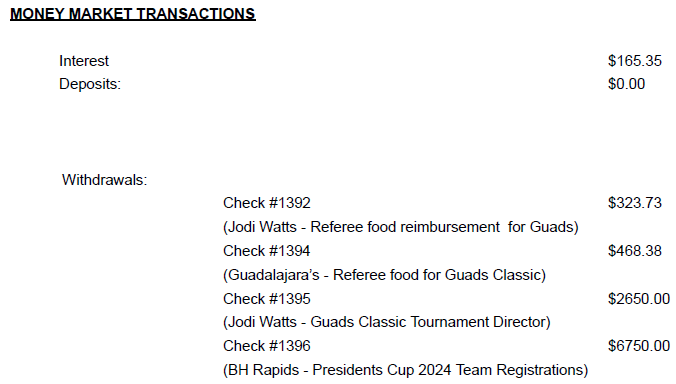 MONEY MARKET TRANSACTIONS
Interest $165.35
Deposits: $0.00
Withdrawals:
Check #1392 $323.73
(Jodi Watts - Referee food reimbursement for Guads)
Check #1394 $468.38
(Guadalajara's - Referee food for Guads Classic)
Check #1395 $2650.00
(Jodi Watts - Guads Classic Tournament Director)
Check #1396 $6750.00
(BH Rapids - Presidents Cup 2024 Team Registrations)